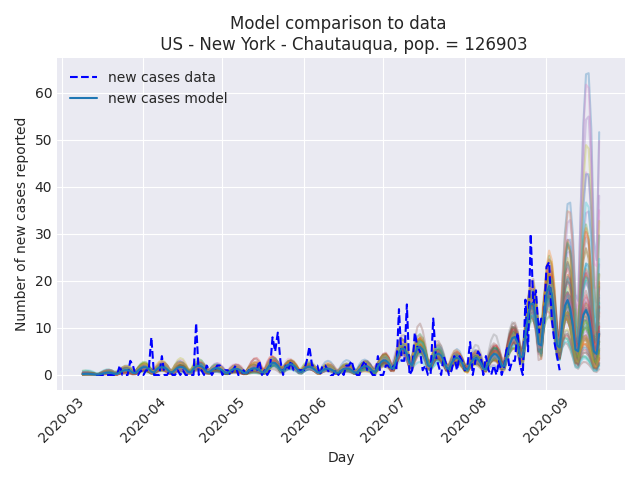 Model comparison to data
US - New York - Chautauqua, pop. = 126903
new cases data
new cases model
Number of new cases reported
60
50
40
30
20
10
0
2020-03
2020-04
2020-05
2020-06
2020-07
2020-08
2020-09
Day